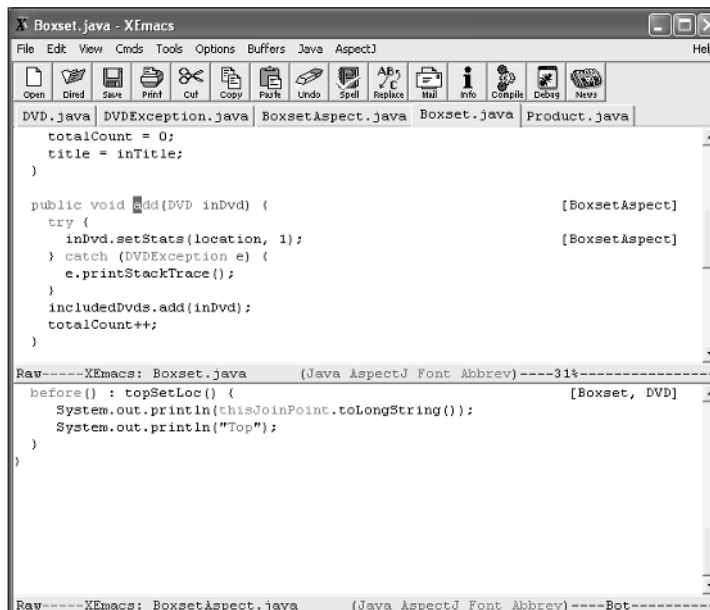 Boxset.java - XEmacs
File Edit View Cmds Tools Options Buffers Java AspectJ Help
Open Dired Save Print Cut Copy Paste Undo Spell Replace Mail Info Compile Debug News
DVD.java DVDException.java BoxsetAspect.java Boxset.java Product.java
totalCount = 0;
title = inTitle;
}
public void add(DVD inDvd) { [BoxsetAspect]
try {
inDvd.setStats(location, 1); [BoxsetAspect]
} catch (DVDException e) {
e.printStackTrace();
}
includedDvds.add(inDvd);
totalCount++;
}
Raw-----XEmacs: Boxset.java (Java AspectJ Font Abbrev)----31%-----------------
before() : topSetLoc() { [Boxset, DVD]
System.out.println(thisJoinPoint.toLongString());
System.out.println("Top");
}
}
Raw-----XEmacs: BoxsetAspect.java (Java AspectJ Font Abbrev)----Bot----------